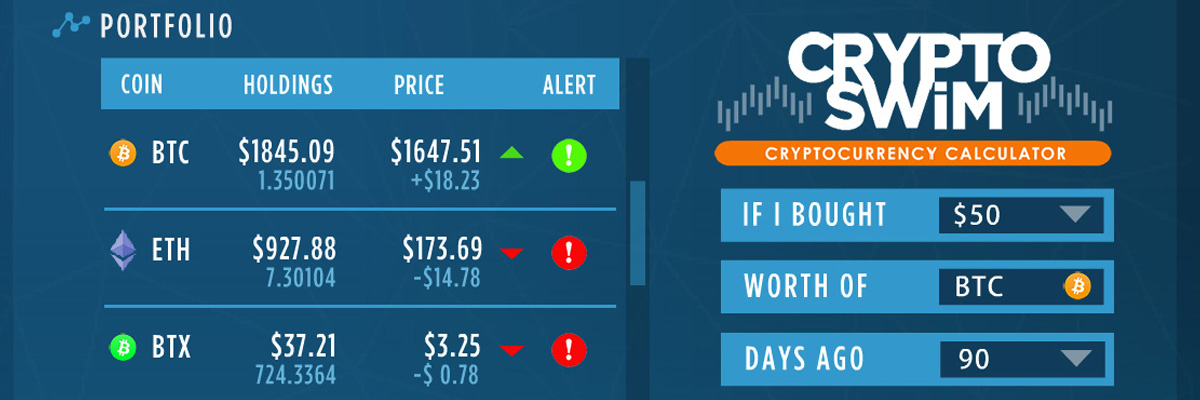 PORTFOLIO
COIN HOLDINGS PRICE ALERT
BTC $1845.09 $1647.51 !
1.350071 +$18.23
ETH $927.88 $173.69 !
7.30104 -$14.78
BTX $37.21 $3.25 !
724.3364 -$ 0.78
CRYPTO
SWiM
CRYPTOCURRENCY CALCULATOR
IF I BOUGHT $50
WORTH OF BTC
DAYS AGO 90